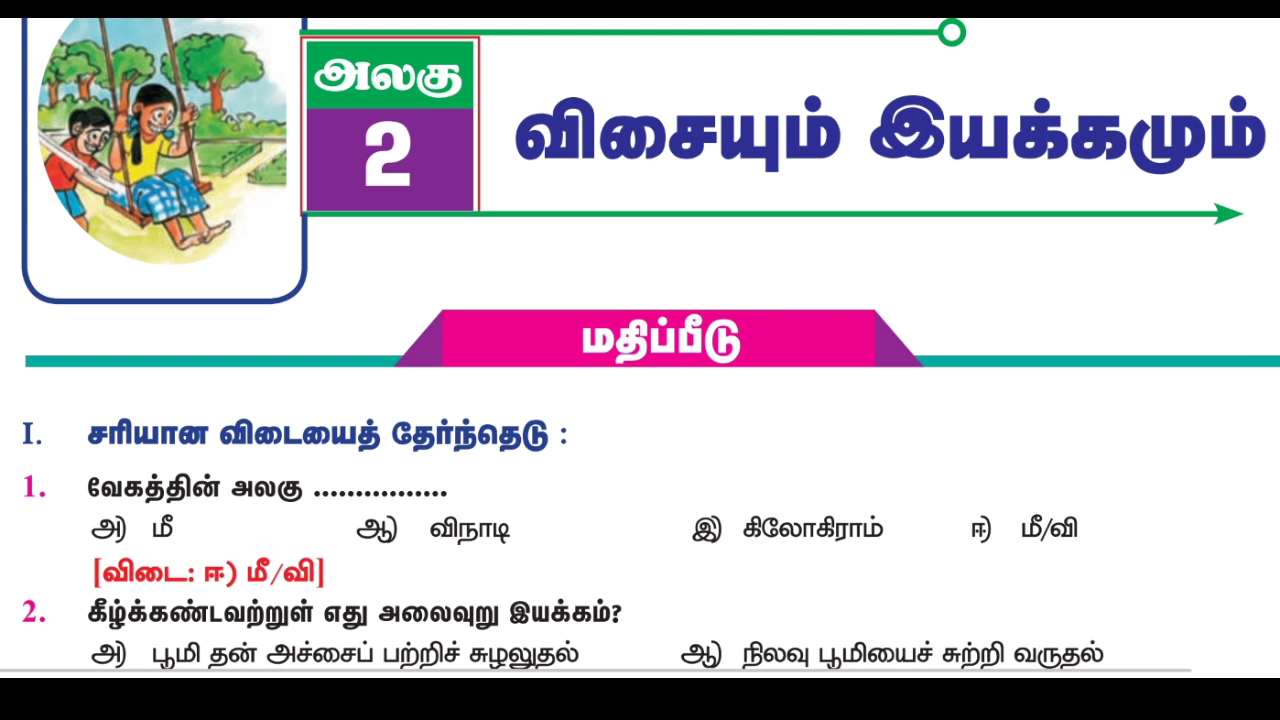 அலகு
2
விசையும் இயக்கமும்
மதிப்பீடு
I. சரியான விடையைத் தேர்ந்தெடு :
1. வேகத்தின் அலகு ................
அ) மீ ஆ) விநாடி இ) கிலோகிராம் ஈ) மீ/வி
[விடை: ஈ) மீ/வி]
2. கீழ்க்கண்டவற்றுள் எது அலைவுறு இயக்கம்?
அ) பூமி தன் அச்சைப் பற்றிச் சுழலுதல் ஆ) நிலவு பூமியைச் சுற்றி வருதல்